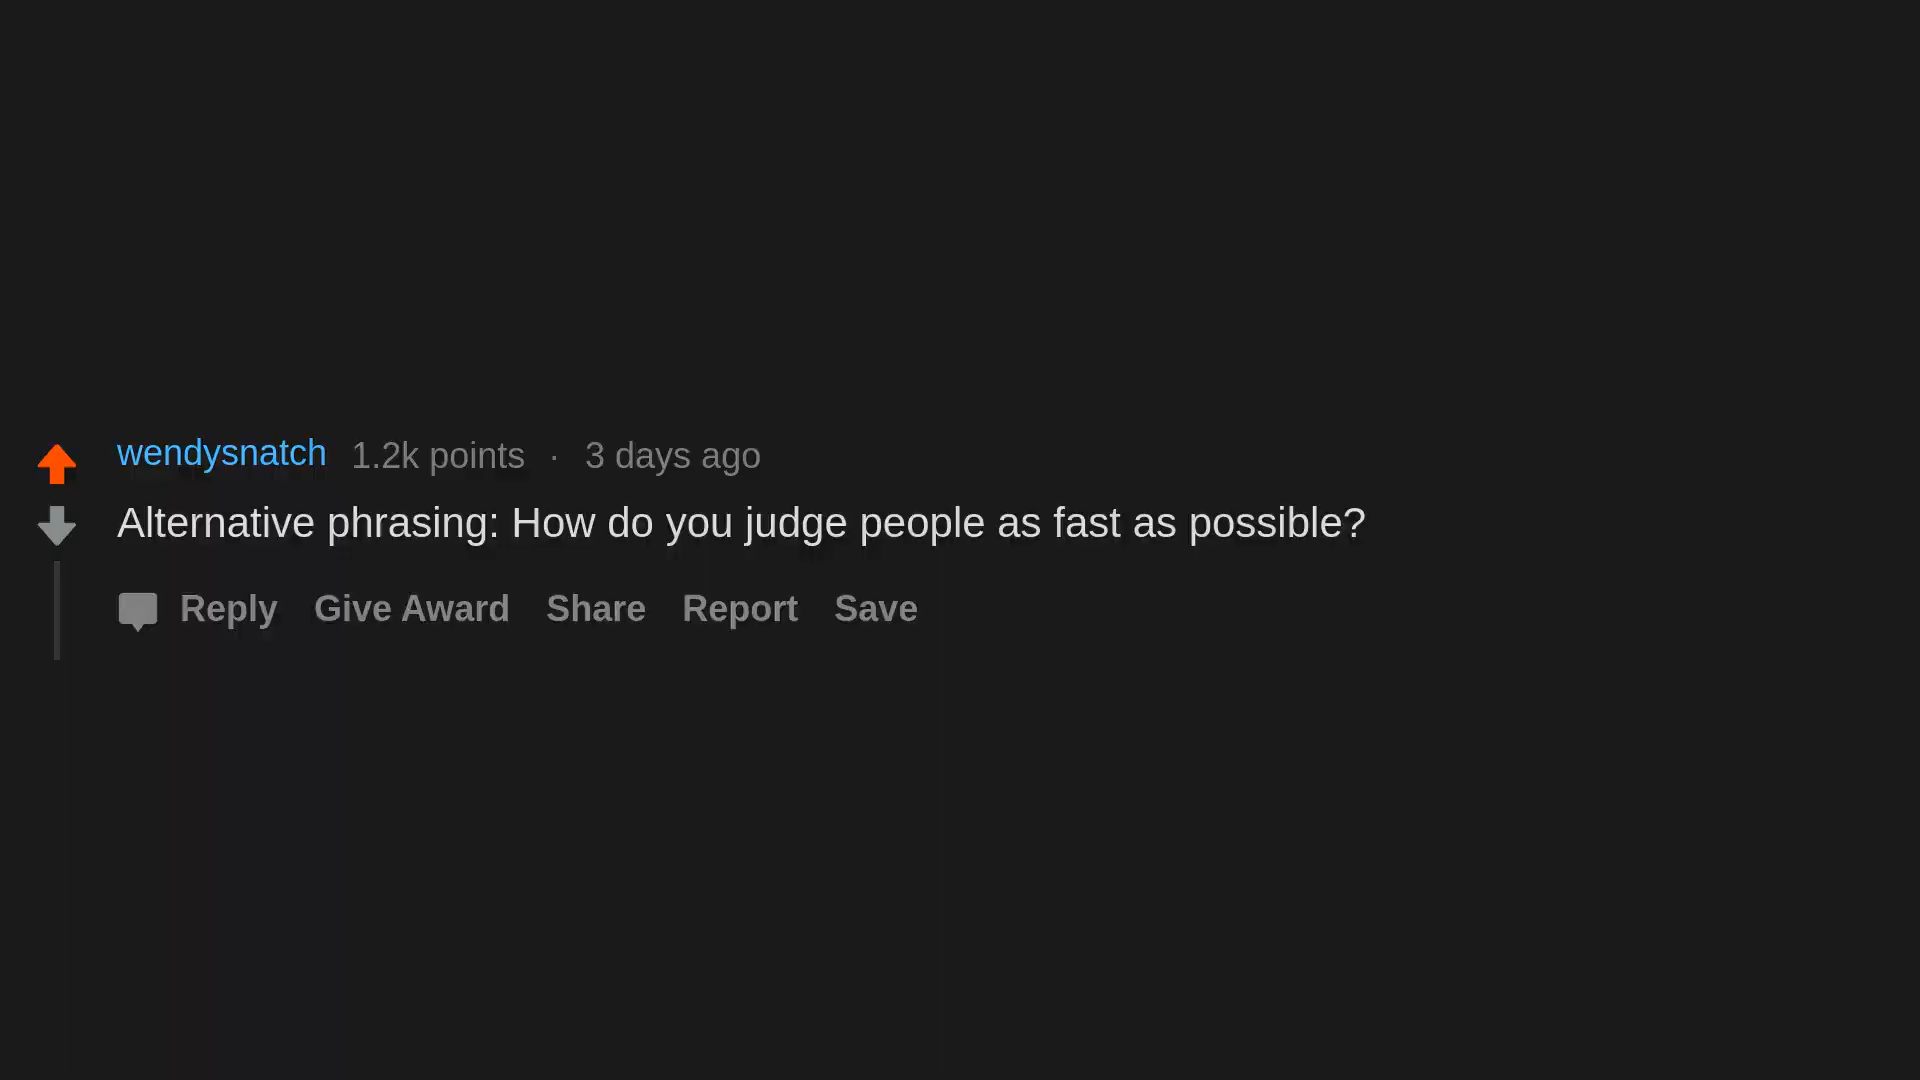 wendysnatch 1.2k points · 3 days ago
Alternative phrasing: How do you judge people as fast as possible?
Reply Give Award Share Report Save